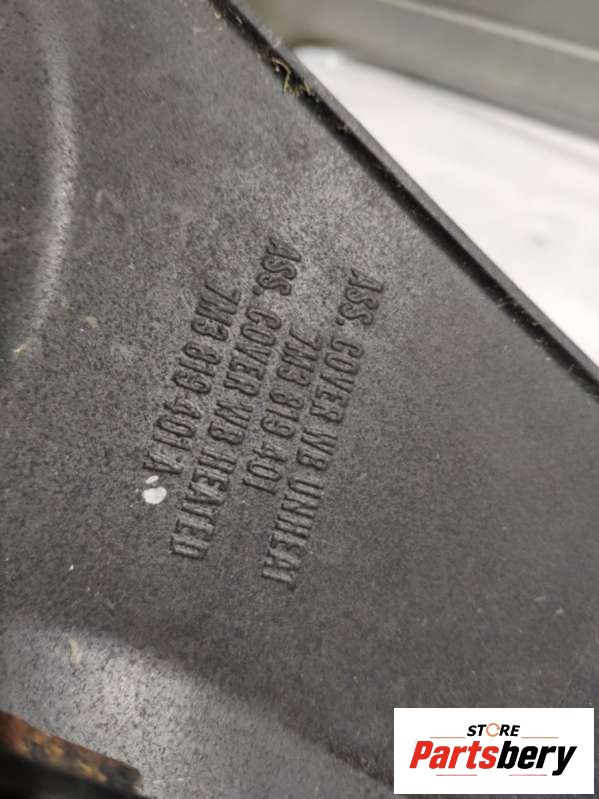 ASS. COVER WB UNHEAT
7M3 819 401
ASS. COVER WB HEATED
7M3 819 401 A
STORE
Partsbery